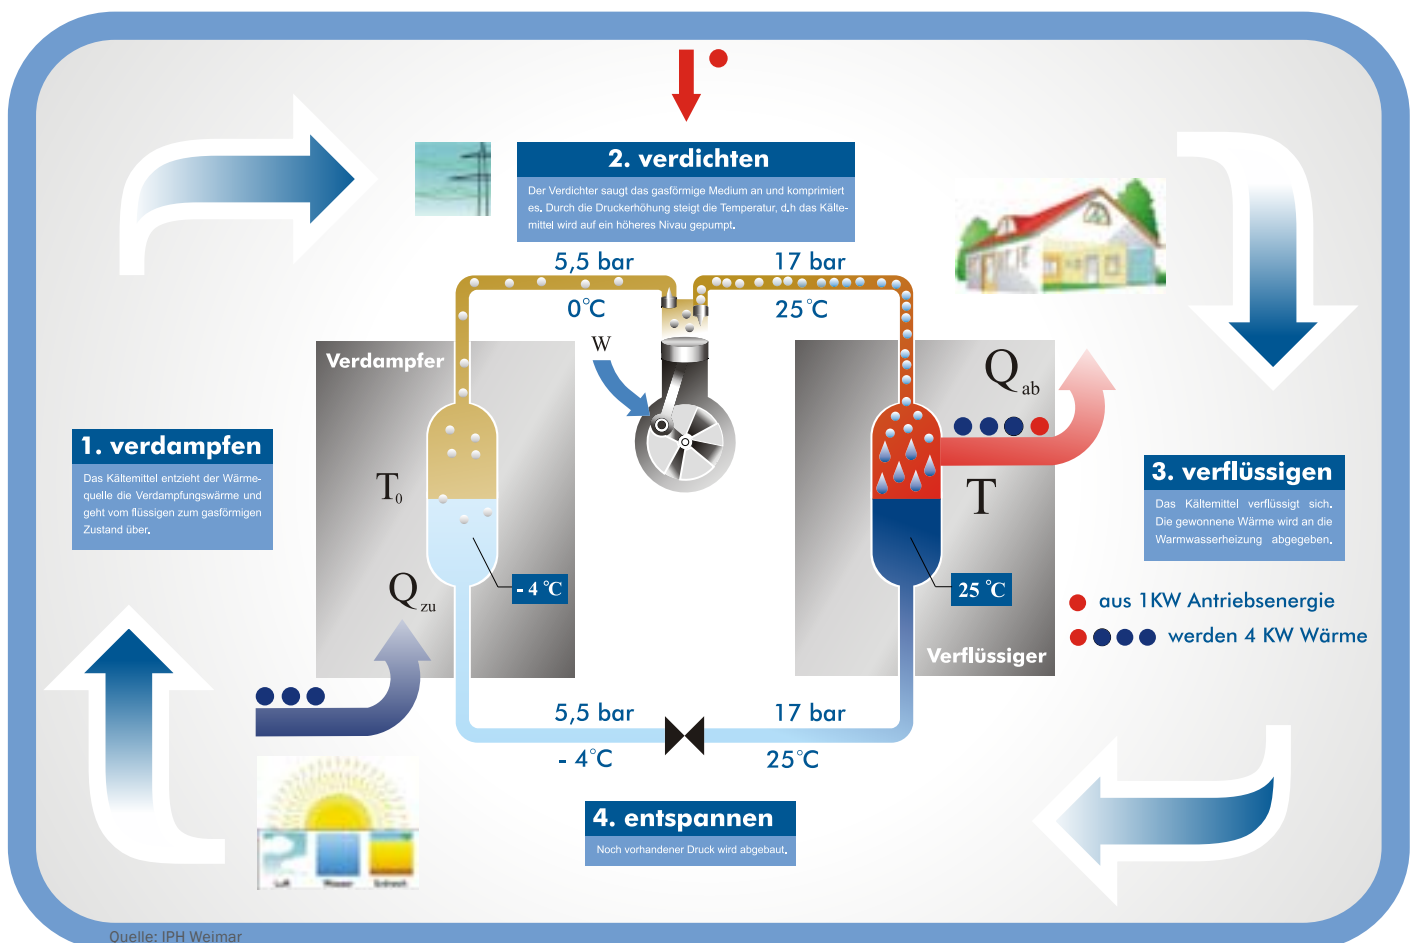 2. verdichten
Der Verdichter saugt das gasförmige Medium an und komprimiert
es. Durch die Druckerhöhung steigt die Temperatur, d.h das Kälte-
mittel wird auf ein höheres Nivau gepumpt.
5,5 bar
17 bar
0°C
25°C
W
Verdampfer
Q ab
1. verdampfen
Das Kältemittel entzieht der Wärme-
quelle die Verdampfungswärme und
geht vom flüssigen zum gasförmigen
Zustand über.
T0
T
3. verflüssigen
Das Kältemittel verflüssigt sich.
Die gewonnene Wärme wird an die
Warmwasserheizung abgegeben.
- 4 °C
25 °C
Q zu
aus 1KW Antriebsenergie
werden 4 KW Wärme
Verflüssiger
5,5 bar
17 bar
- 4°C
25°C
4. entspannen
Noch vorhandener Druck wird abgebaut.
Luft
Wasser
Erdreich
Quelle: IPH Weimar